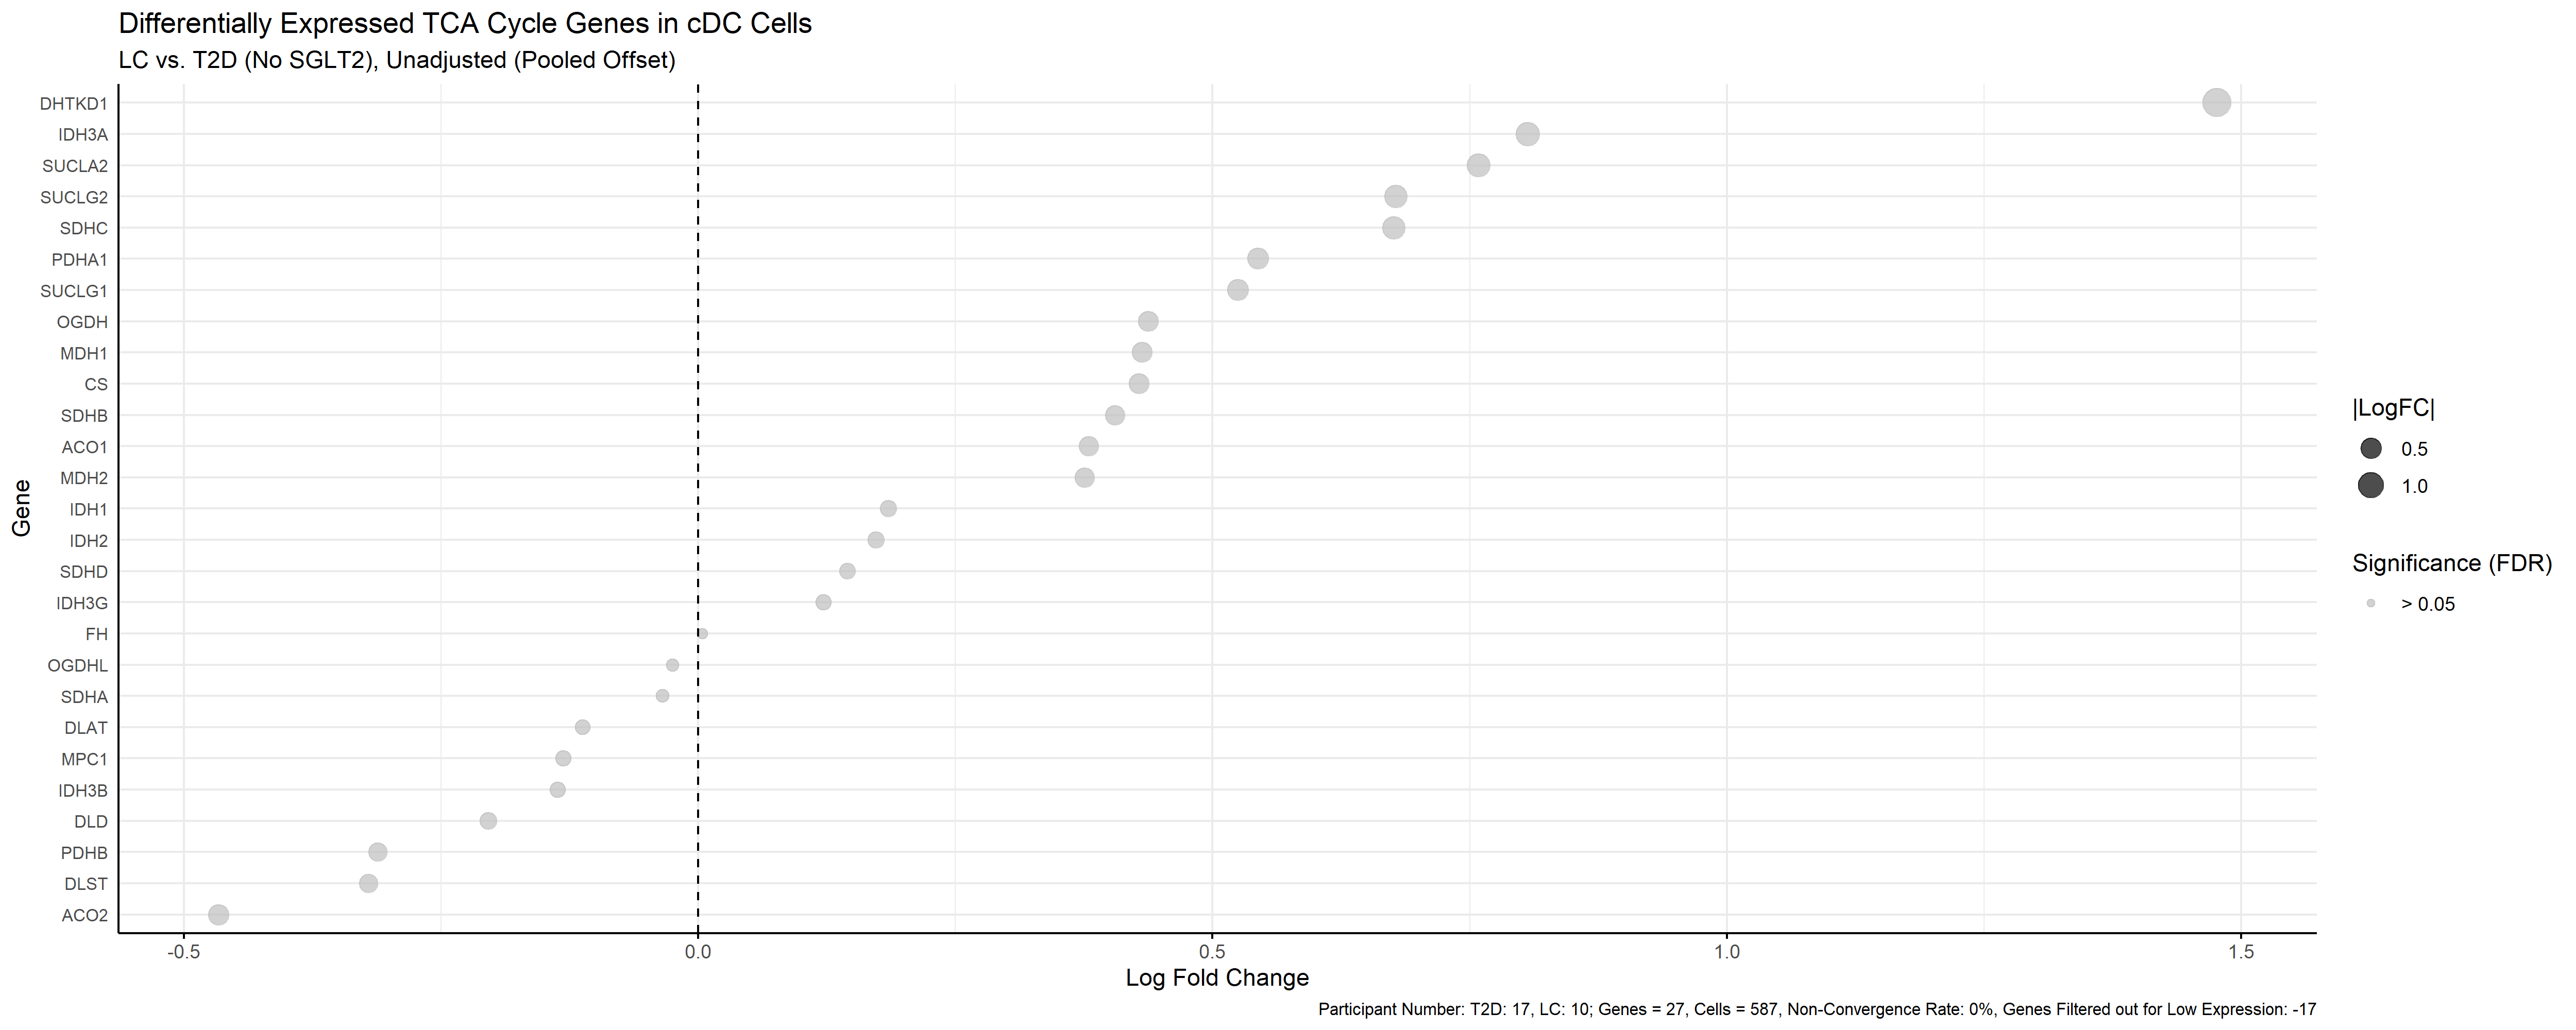 Differentially Expressed TCA Cycle Genes in cDC Cells
LC vs. T2D (No SGLT2), Unadjusted (Pooled Offset)
Gene
DHTKD1
IDH3A
SUCLA2
SUCLG2
SDHC
PDHA1
SUCLG1
OGDH
MDH1
CS
SDHB
ACO1
MDH2
IDH1
IDH2
SDHD
IDH3G
FH
OGDHL
SDHA
DLAT
MPC1
IDH3B
DLD
PDHB
DLST
ACO2
-0.5 0.0 0.5 1.0 1.5
Log Fold Change
|LogFC|
0.5
1.0
Significance (FDR)
> 0.05
Participant Number: T2D: 17, LC: 10; Genes = 27, Cells = 587, Non-Convergence Rate: 0%, Genes Filtered out for Low Expression: -17